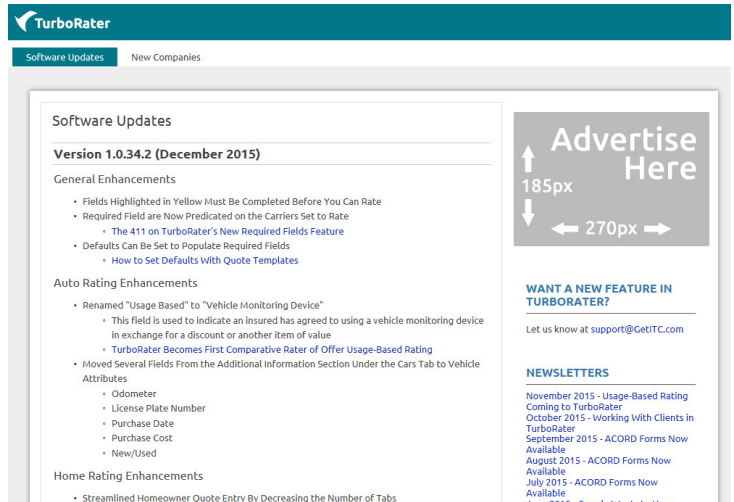 TurboRater
Software Updates
New Companies
Software Updates
Version 1.0.34.2 (December 2015)
General Enhancements
• Fields Highlighted in Yellow Must Be Completed Before You Can Rate
• Required Field are Now Predicated on the Carriers Set to Rate
◦ The 411 on TurboRater's New Required Fields Feature
• Defaults Can Be Set to Populate Required Fields
◦ How to Set Defaults With Quote Templates
Auto Rating Enhancements
• Renamed "Usage Based" to "Vehicle Monitoring Device"
◦ This field is used to indicate an insured has agreed to using a vehicle monitoring device
in exchange for a discount or another item of value
◦ TurboRater Becomes First Comparative Rater of Offer Usage-Based Rating
• Moved Several Fields From the Additional Information Section Under the Cars Tab to Vehicle
Attributes
◦ Odometer
◦ License Plate Number
◦ Purchase Date
◦ Purchase Cost
◦ New/Used
Home Rating Enhancements
• Streamlined Homeowner Quote Entry By Decreasing the Number of Tabs
Advertise
Here
185px
270px
WANT A NEW FEATURE IN
TURBORATER?
Let us know at support@GetITC.com
NEWSLETTERS
November 2015 - Usage-Based Rating
Coming to TurboRater
October 2015 - Working With Clients in
TurboRater
September 2015 - ACORD Forms Now
Available
August 2015 - ACORD Forms Now
Available
July 2015 - ACORD Forms Now
Available